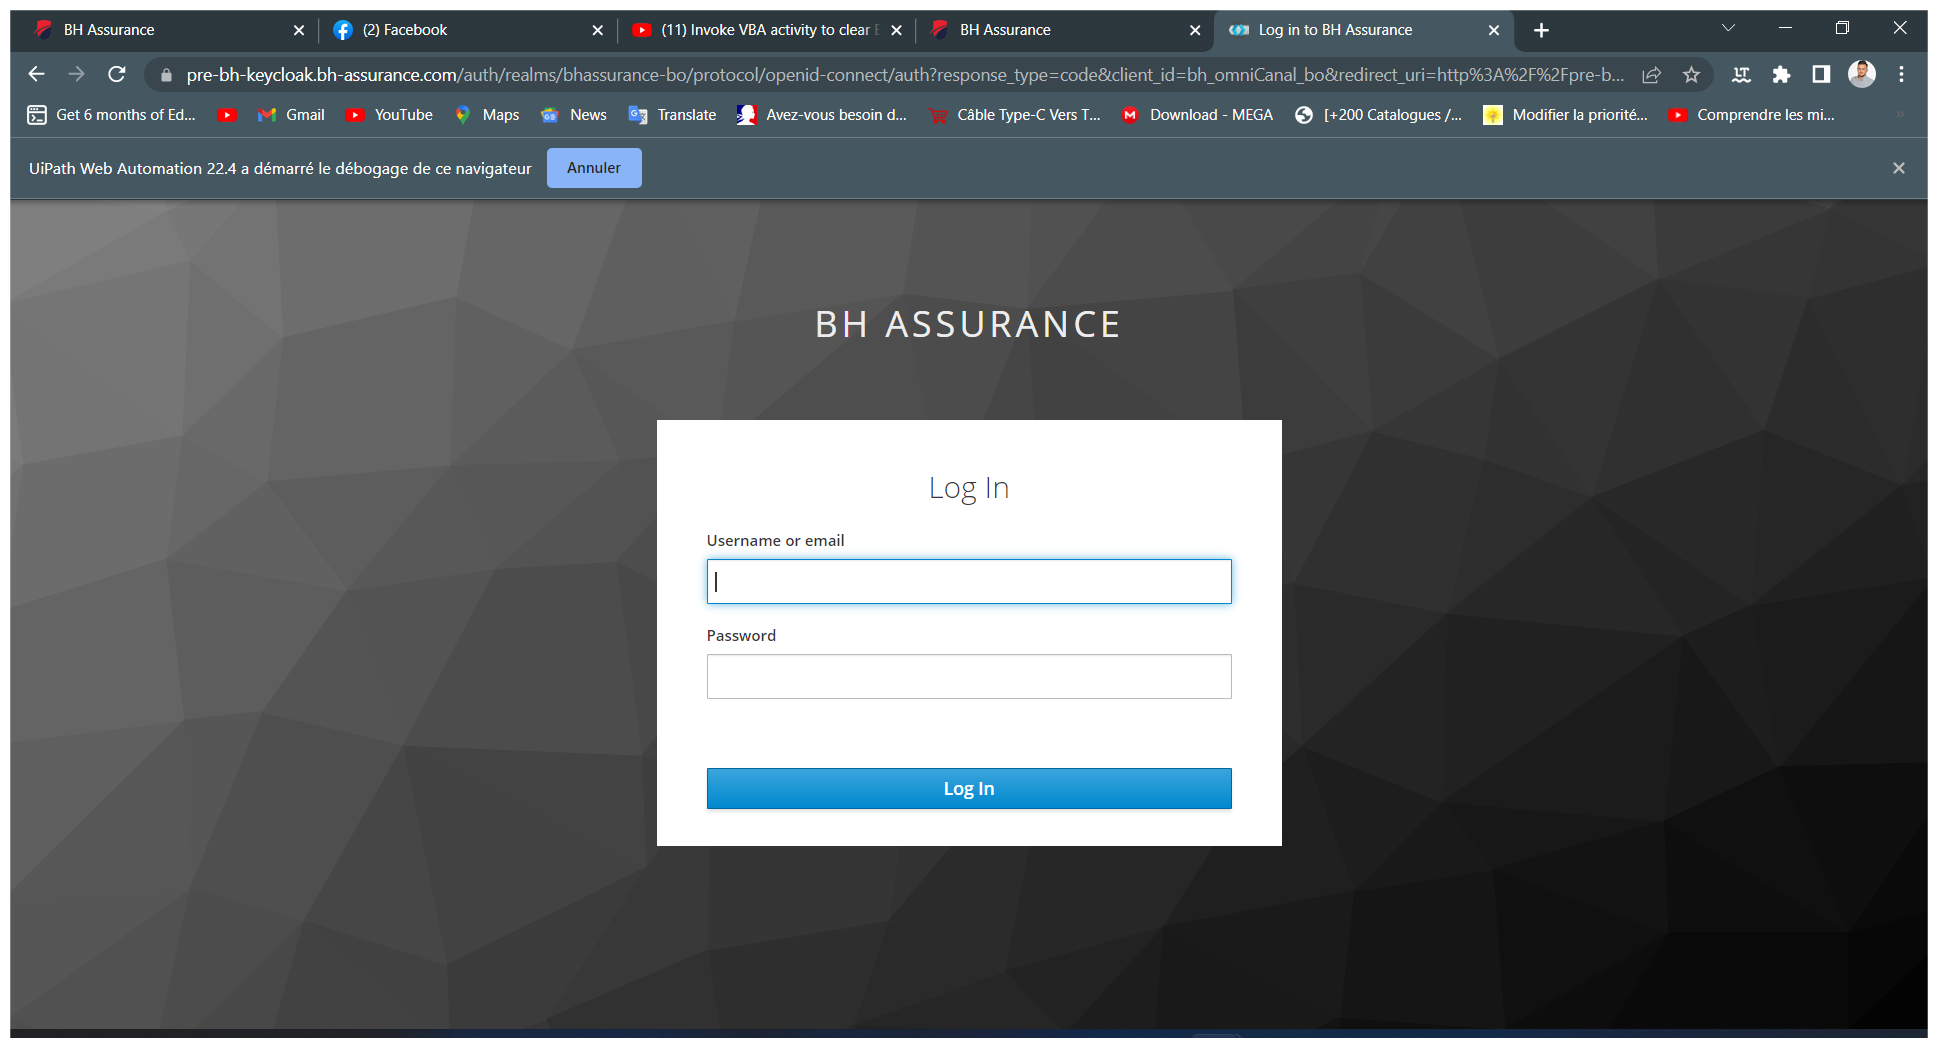 BH Assurance
(2) Facebook
(11) Invoke VBA activity to clear
BH Assurance
Log in to BH Assurance
pre-bh-keycloak.bh-assurance.com/auth/realms/bhassurance-bo/protocol/openid-connect/auth?response_type=code&client_id=bh_omniCanal_bo&redirect_uri=http%3A%2F%2Fpre-b...
Get 6 months of Ed...
Gmail
YouTube
Maps
News
Translate
Avez-vous besoin d...
Câble Type-C Vers T...
Download - MEGA
[+200 Catalogues /...
Modifier la priorité...
Comprendre les mi...
UiPath Web Automation 22.4 a démarré le débogage de ce navigateur
Annuler
BH ASSURANCE
Log In
Username or email
Password
Log In